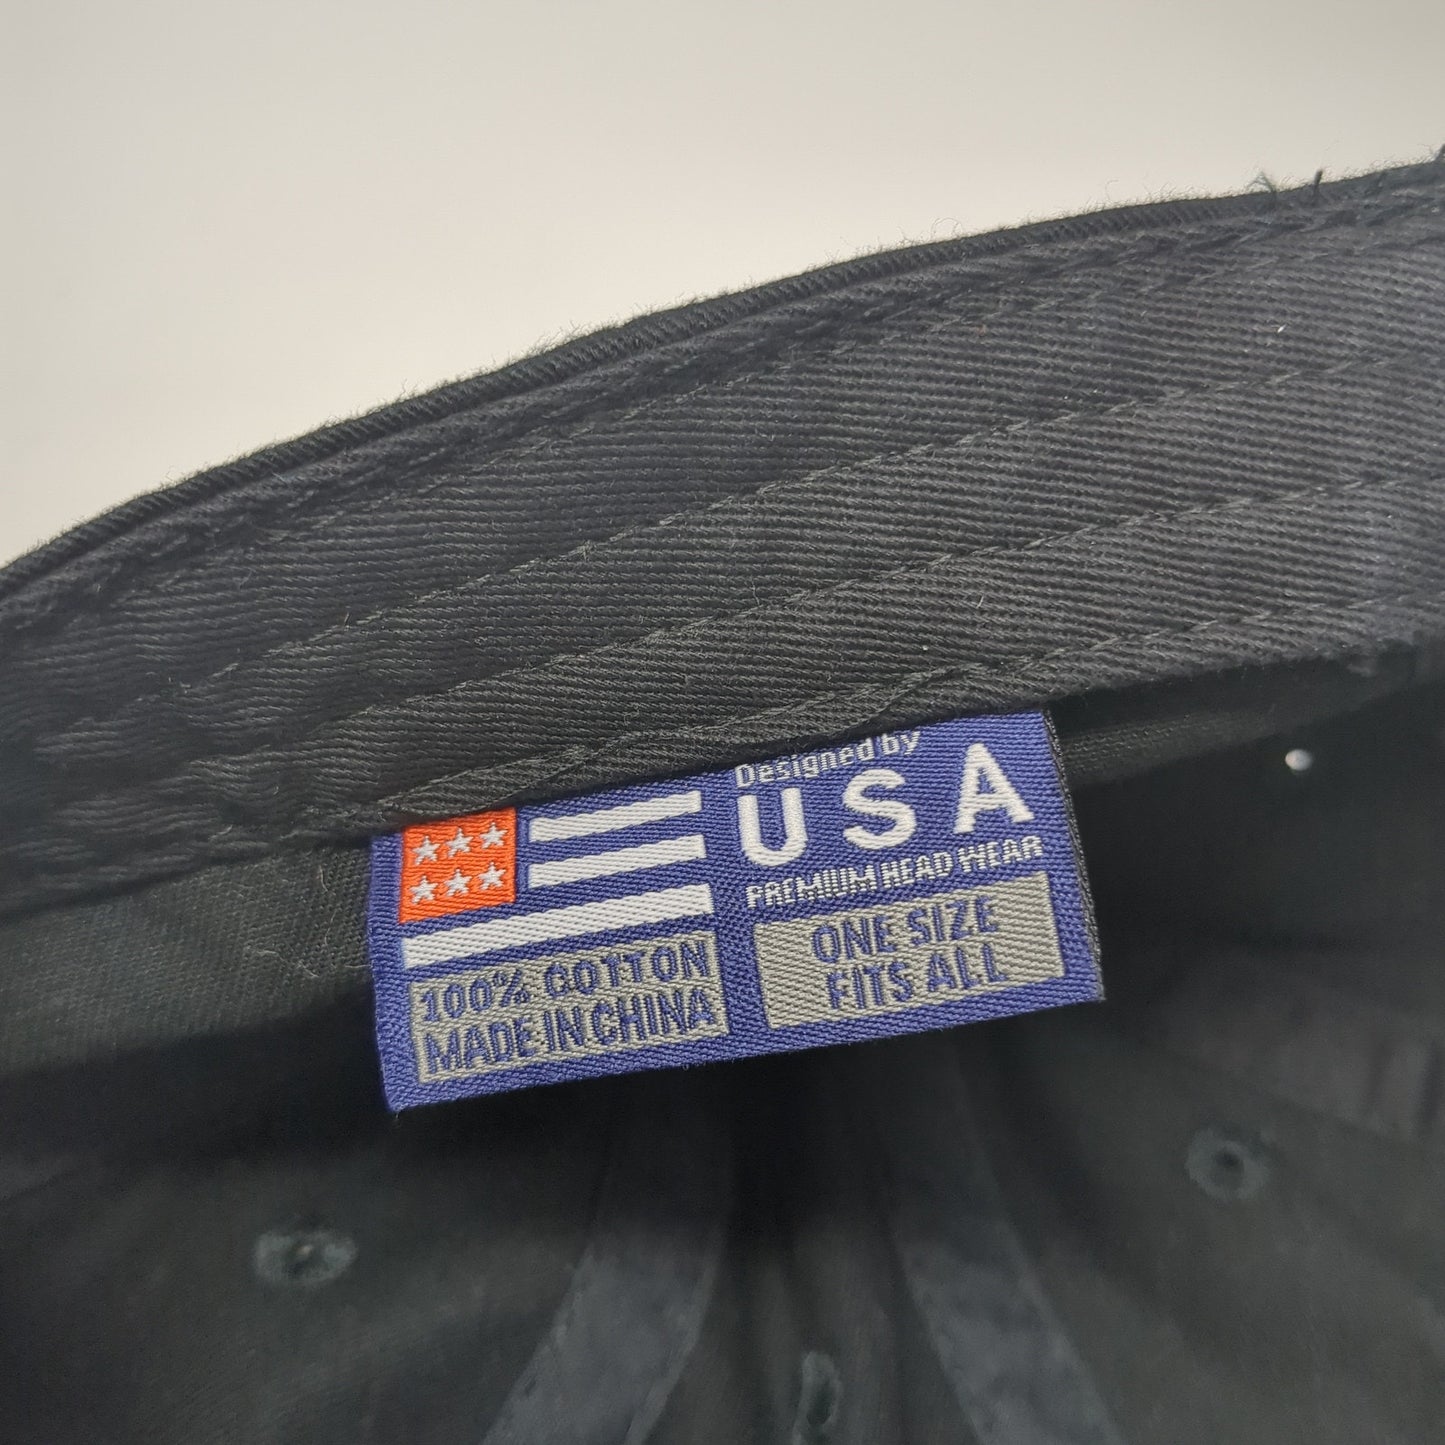 Designed by
USA
PREMIUM HEAD WEAR
100% COTTON
MADE IN CHINA
ONE SIZE
FITS ALL